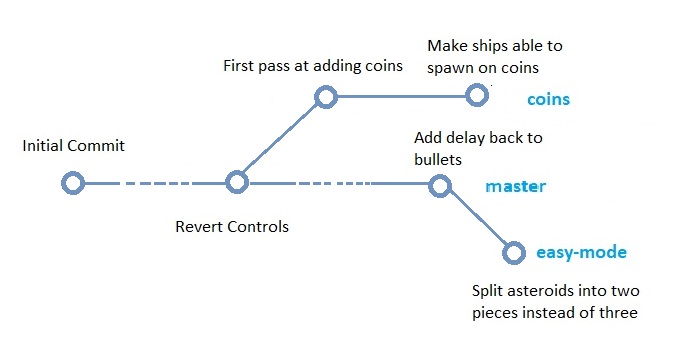 Make ships able to
spawn on coins
First pass at adding coins
coins
Add delay back to
bullets
Initial Commit
master
Revert Controls
easy-mode
Split asteroids into two
pieces instead of three